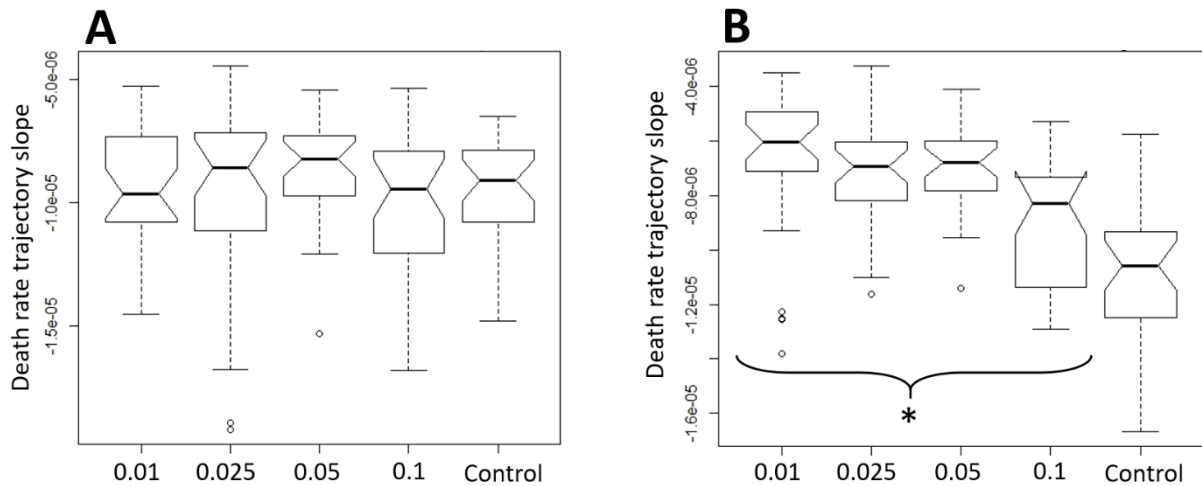 A
Death rate trajectory slope
-5.0e-06
-1.0e-05
-1.5e-05
0.01 0.025 0.05 0.1 Control
B
Death rate trajectory slope
-4.0e-06
-8.0e-06
-1.2e-05
-1.6e-05
*
0.01 0.025 0.05 0.1 Control